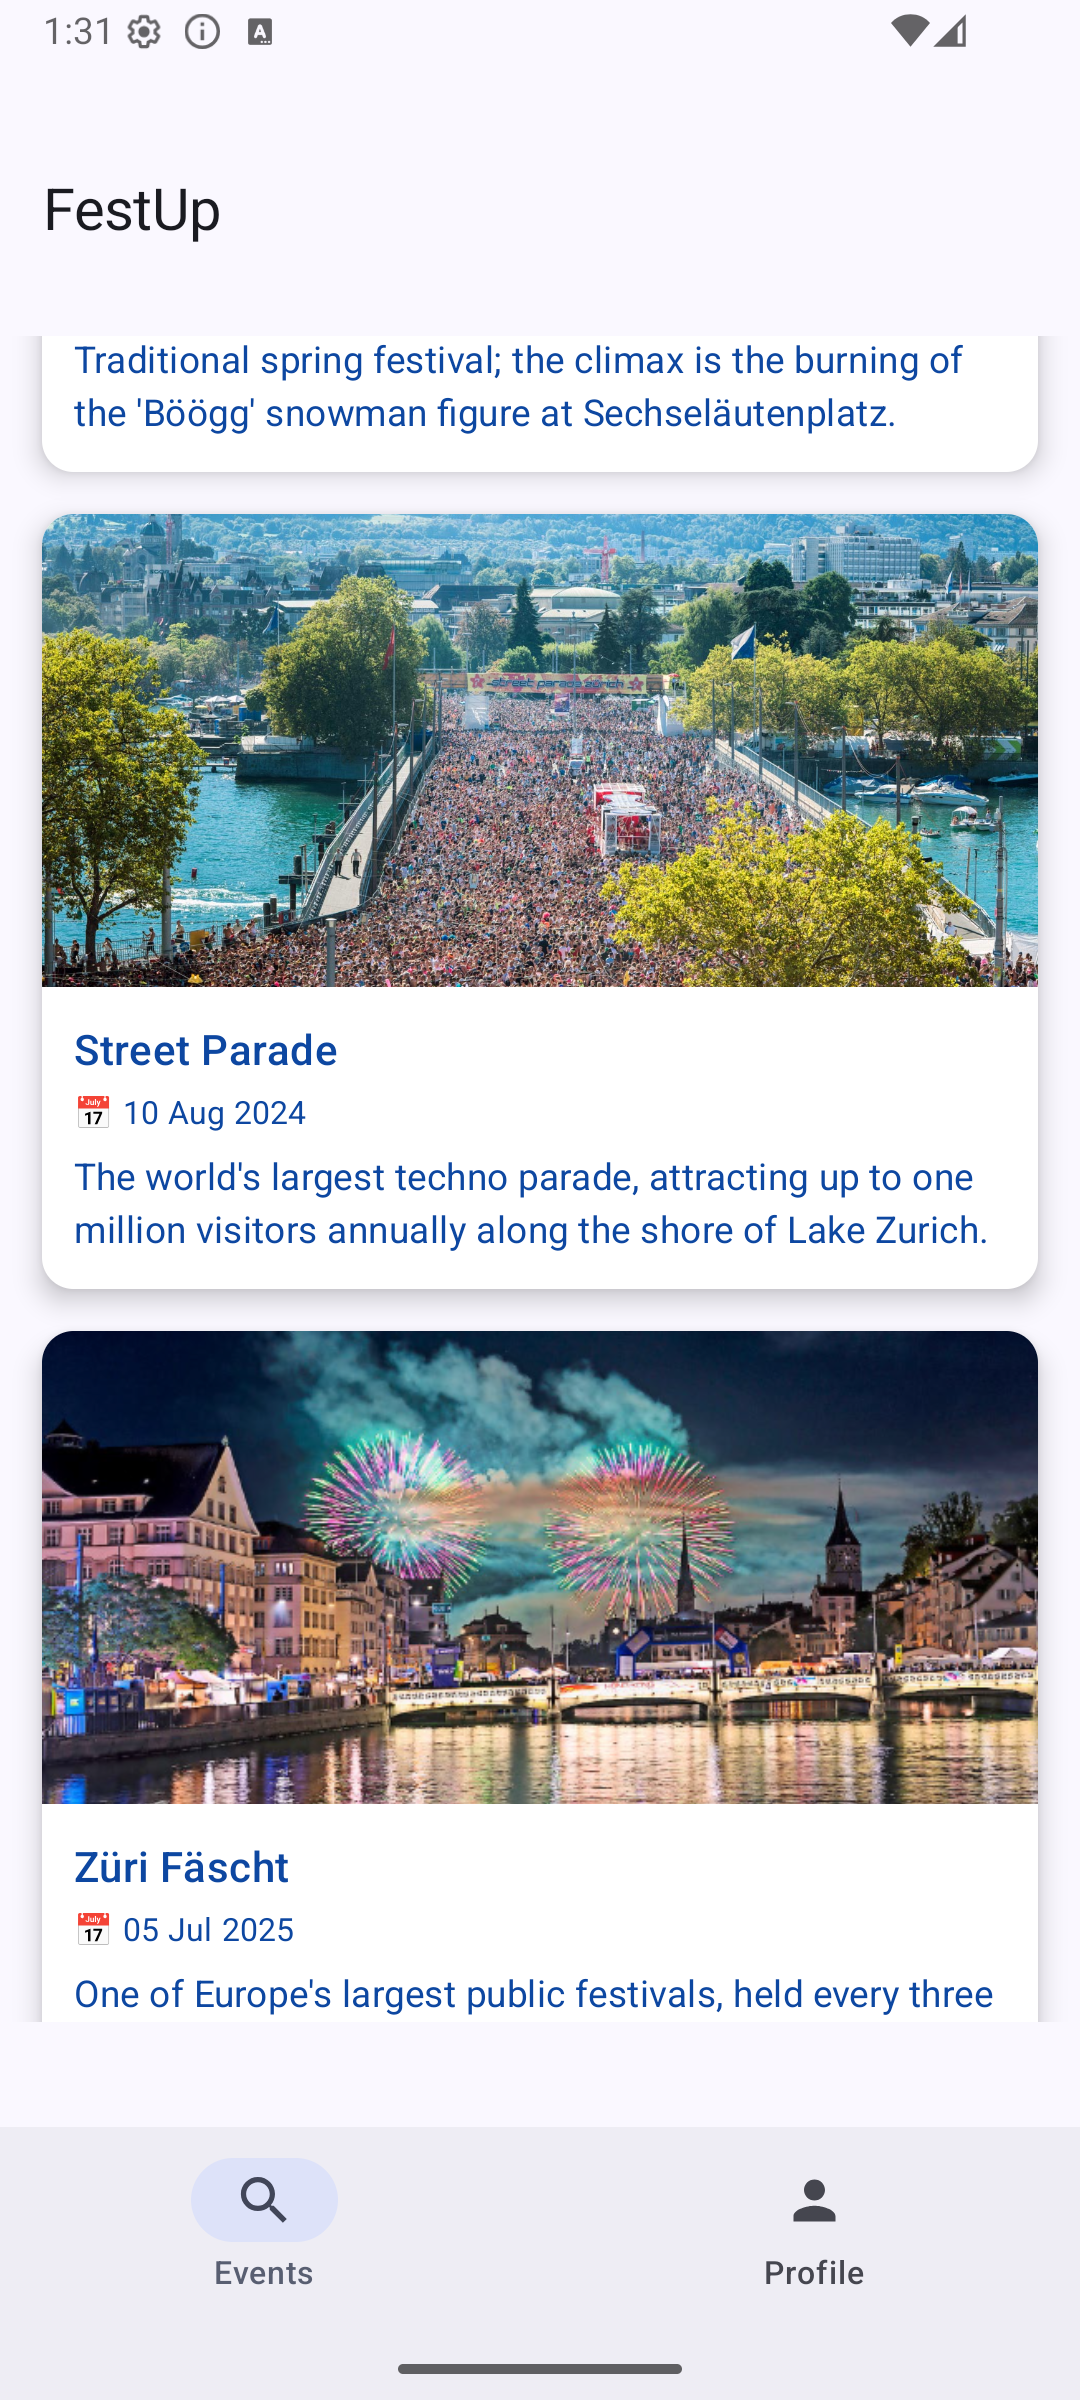 1:31
FestUp
Traditional spring festival; the climax is the burning of
the 'Böögg' snowman figure at Sechseläutenplatz.
street parade zürich
Street Parade
10 Aug 2024
The world's largest techno parade, attracting up to one
million visitors annually along the shore of Lake Zurich.
Züri Fäscht
05 Jul 2025
One of Europe's largest public festivals, held every three
Events
Profile